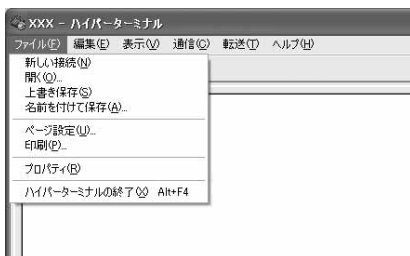 XXX - ハイパーターミナル
ファイル(F) 編集(E) 表示(V) 通信(C) 転送(T) ヘルプ(H)
新しい接続(N)
開く(O)...
上書き保存(S)
名前を付けて保存(A)...
ページ設定(U)...
印刷(P)...
プロパティ(R)
ハイパーターミナルの終了(X) Alt+F4